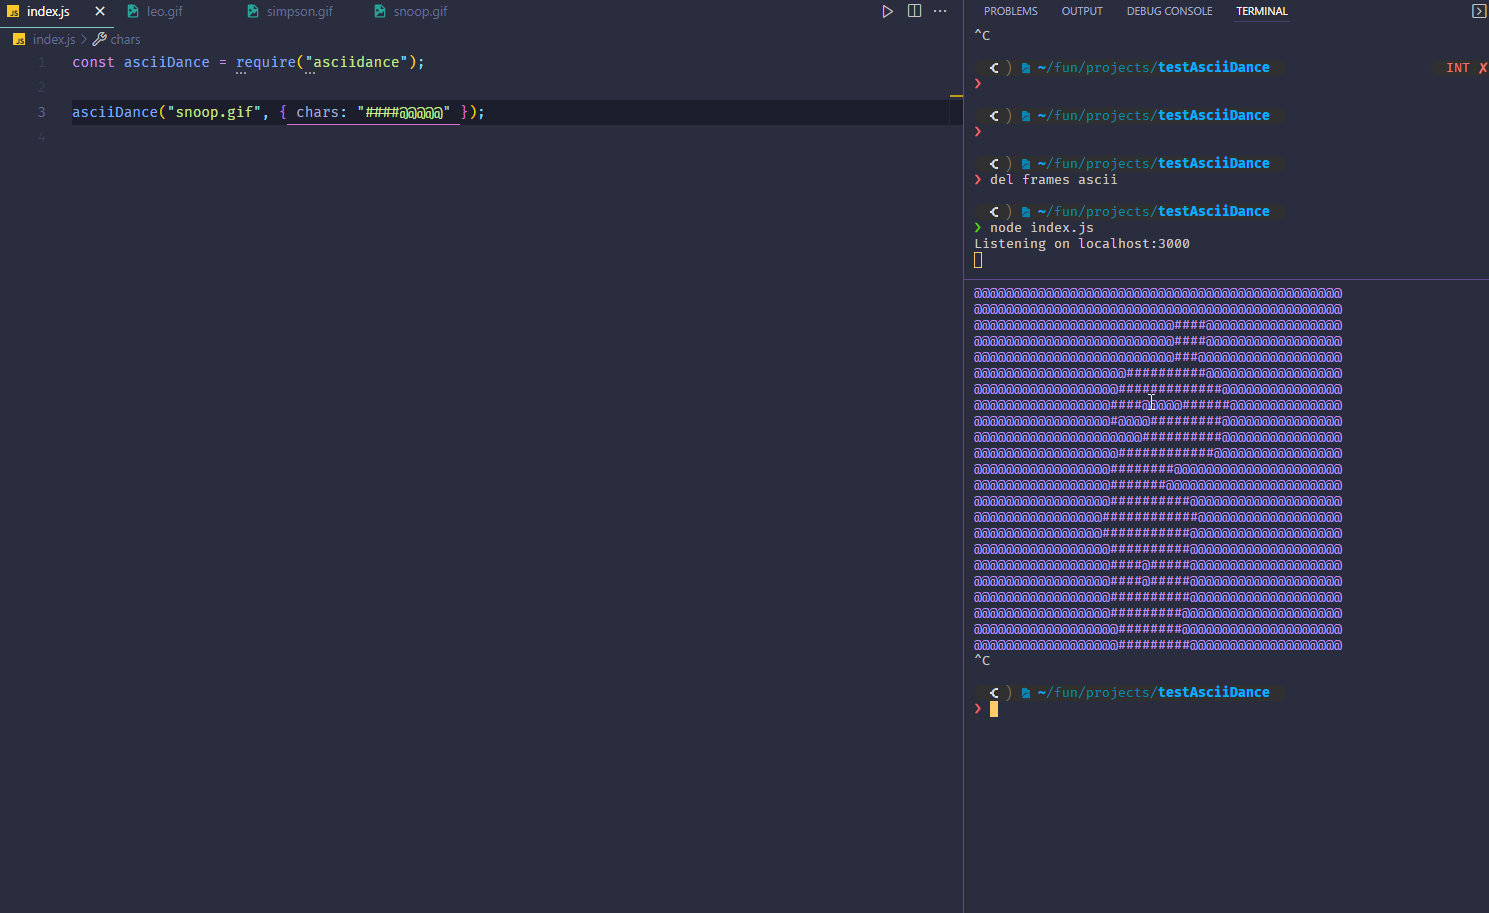 index.js
leo.gif
simpson.gif
snoop.gif
index.js > chars
1 const asciiDance = require("asciidance");
2
3 asciiDance("snoop.gif", { chars: "####@@@@@" });
4
PROBLEMS OUTPUT DEBUG CONSOLE TERMINAL
^C
~/fun/projects/testAsciiDance INT ✗
❯
~/fun/projects/testAsciiDance
❯
~/fun/projects/testAsciiDance
❯ del frames ascii
~/fun/projects/testAsciiDance
❯ node index.js
Listening on localhost:3000
@@@@@@@@@@@@@@@@@@@@@@@@@@@@@@@@@@@@@@@@@@@@@@
@@@@@@@@@@@@@@@@@@@@@@@@@@@@@@@@@@@@@@@@@@@@@@
@@@@@@@@@@@@@@@@@@@@@@@@@####@@@@@@@@@@@@@@@@@
@@@@@@@@@@@@@@@@@@@@@@@@@####@@@@@@@@@@@@@@@@@
@@@@@@@@@@@@@@@@@@@@@@@@@###@@@@@@@@@@@@@@@@@@
@@@@@@@@@@@@@@@@@@@##########@@@@@@@@@@@@@@@@@
@@@@@@@@@@@@@@@@@@#############@@@@@@@@@@@@@@@
@@@@@@@@@@@@@@@@@####@@@@@######@@@@@@@@@@@@@@
@@@@@@@@@@@@@@@@@#@@@@#########@@@@@@@@@@@@@@@
@@@@@@@@@@@@@@@@@@@@@##########@@@@@@@@@@@@@@@
@@@@@@@@@@@@@@@@@@############@@@@@@@@@@@@@@@@
@@@@@@@@@@@@@@@@@########@@@@@@@@@@@@@@@@@@@@@
@@@@@@@@@@@@@@@@@#######@@@@@@@@@@@@@@@@@@@@@@
@@@@@@@@@@@@@@@@@##########@@@@@@@@@@@@@@@@@@@
@@@@@@@@@@@@@@@@############@@@@@@@@@@@@@@@@@@
@@@@@@@@@@@@@@@@###########@@@@@@@@@@@@@@@@@@@
@@@@@@@@@@@@@@@@@##########@@@@@@@@@@@@@@@@@@@
@@@@@@@@@@@@@@@@@####@#####@@@@@@@@@@@@@@@@@@@
@@@@@@@@@@@@@@@@@####@#####@@@@@@@@@@@@@@@@@@@
@@@@@@@@@@@@@@@@@##########@@@@@@@@@@@@@@@@@@@
@@@@@@@@@@@@@@@@@#########@@@@@@@@@@@@@@@@@@@@
@@@@@@@@@@@@@@@@@@########@@@@@@@@@@@@@@@@@@@@
@@@@@@@@@@@@@@@@@@#########@@@@@@@@@@@@@@@@@@@
^C
~/fun/projects/testAsciiDance
❯